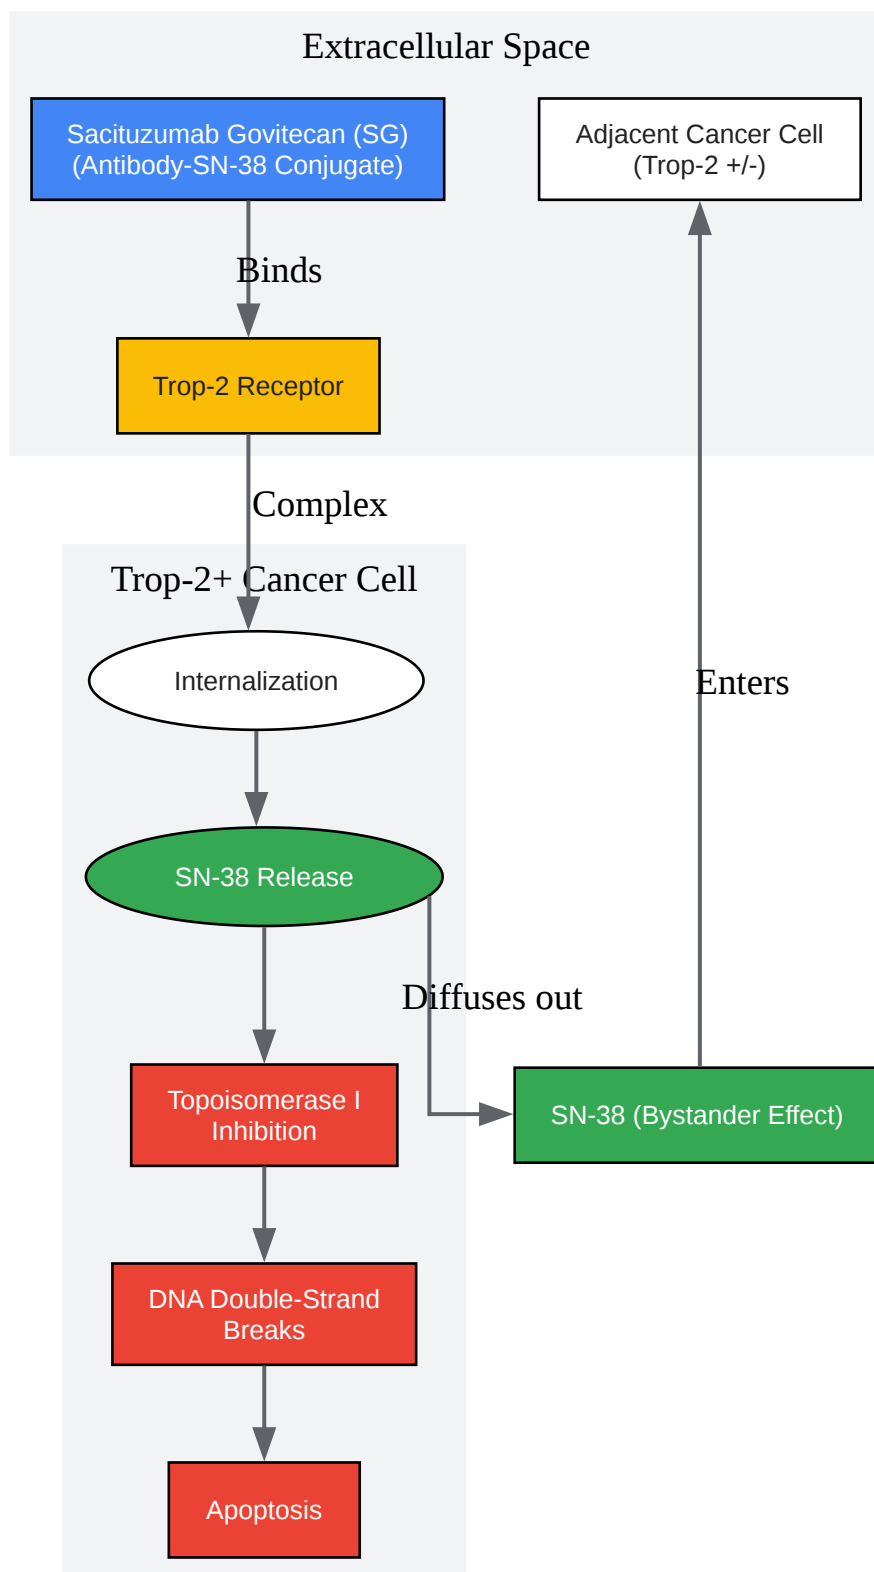 Extracellular Space
Sacituzumab Govitecan (SG)
(Antibody-SN-38 Conjugate)
Adjacent Cancer Cell
(Trop-2 +/-)
Binds
Trop-2 Receptor
Complex
Trop-2+ Cancer Cell
Internalization
Enters
SN-38 Release
Diffuses out
Topoisomerase I
Inhibition
SN-38 (Bystander Effect)
DNA Double-Strand
Breaks
Apoptosis